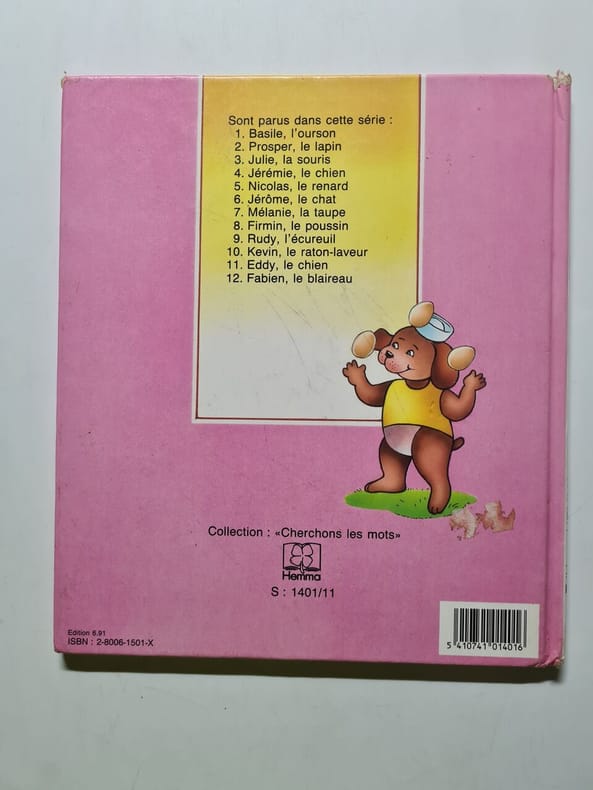 Sont parus dans cette série :
1. Basile, l'ourson
2. Prosper, le lapin
3. Julie, la souris
4. Jérémie, le chien
5. Nicolas, le renard
6. Jérôme, le chat
7. Mélanie, la taupe
8. Firmin, le poussin
9. Rudy, l'écureuil
10. Kevin, le raton-laveur
11. Eddy, le chien
12. Fabien, le blaireau
Collection : «Cherchons les mots»
Hemma
S : 1401/11
Edition 6.91
ISBN : 2-8006-1501-X
5 410741 014016